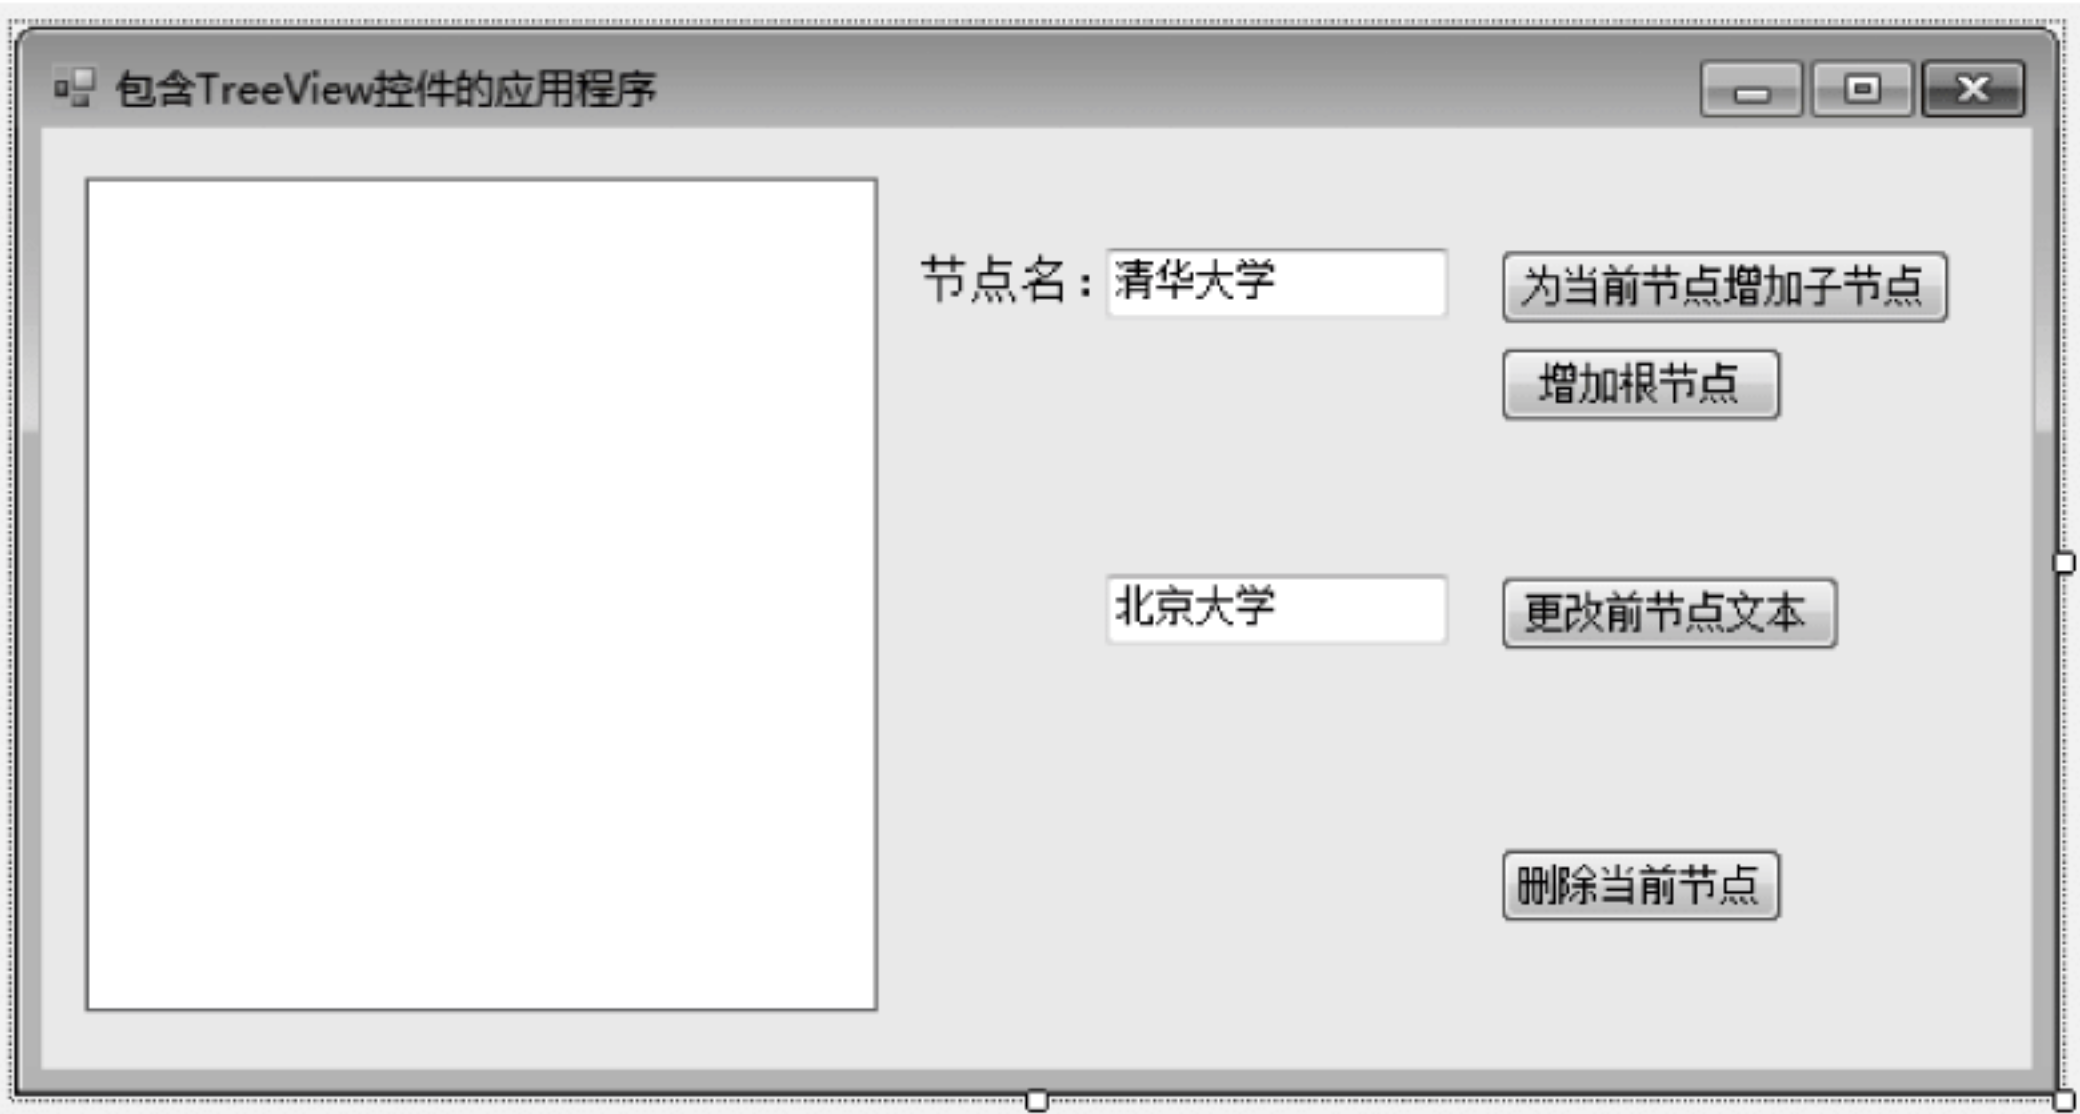 包含TreeView控件的应用程序
节点名： 清华大学 为当前节点增加子节点
增加根节点
北京大学 更改前节点文本
删除当前节点